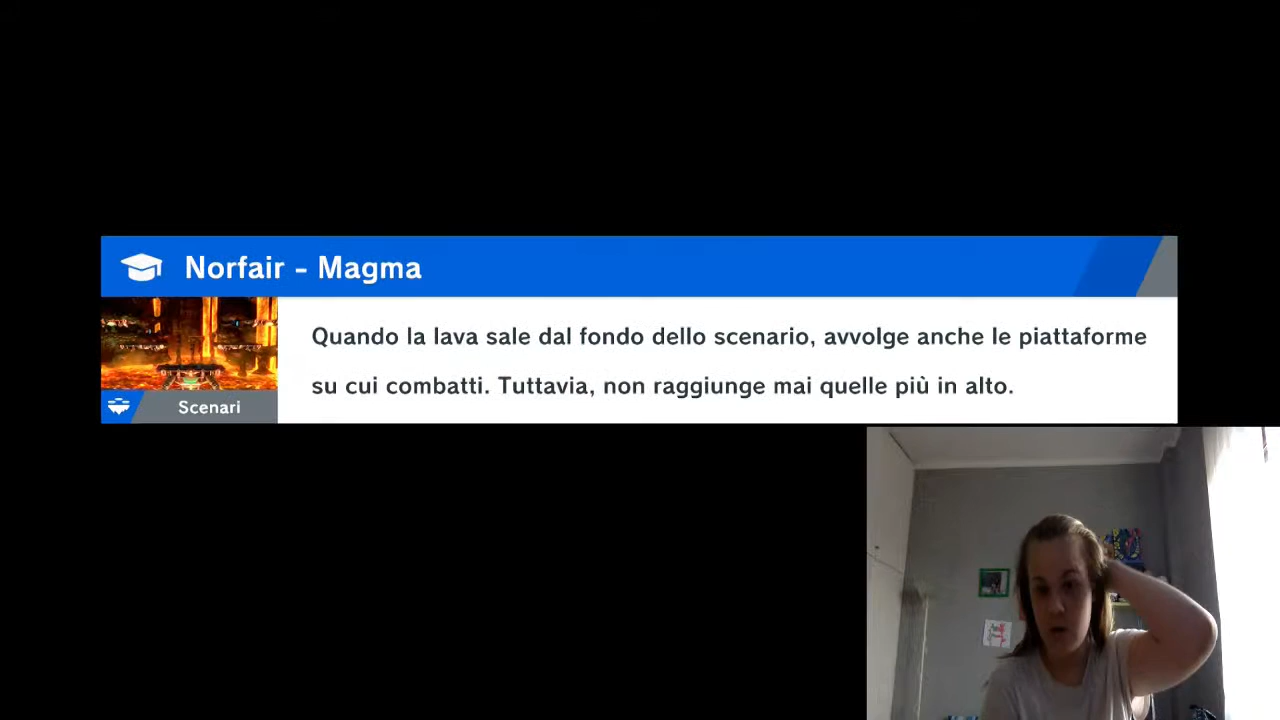 Norfair - Magma
Quando la lava sale dal fondo dello scenario, avvolge anche le piattaforme
su cui combatti. Tuttavia, non raggiunge mai quelle più in alto.
Scenari